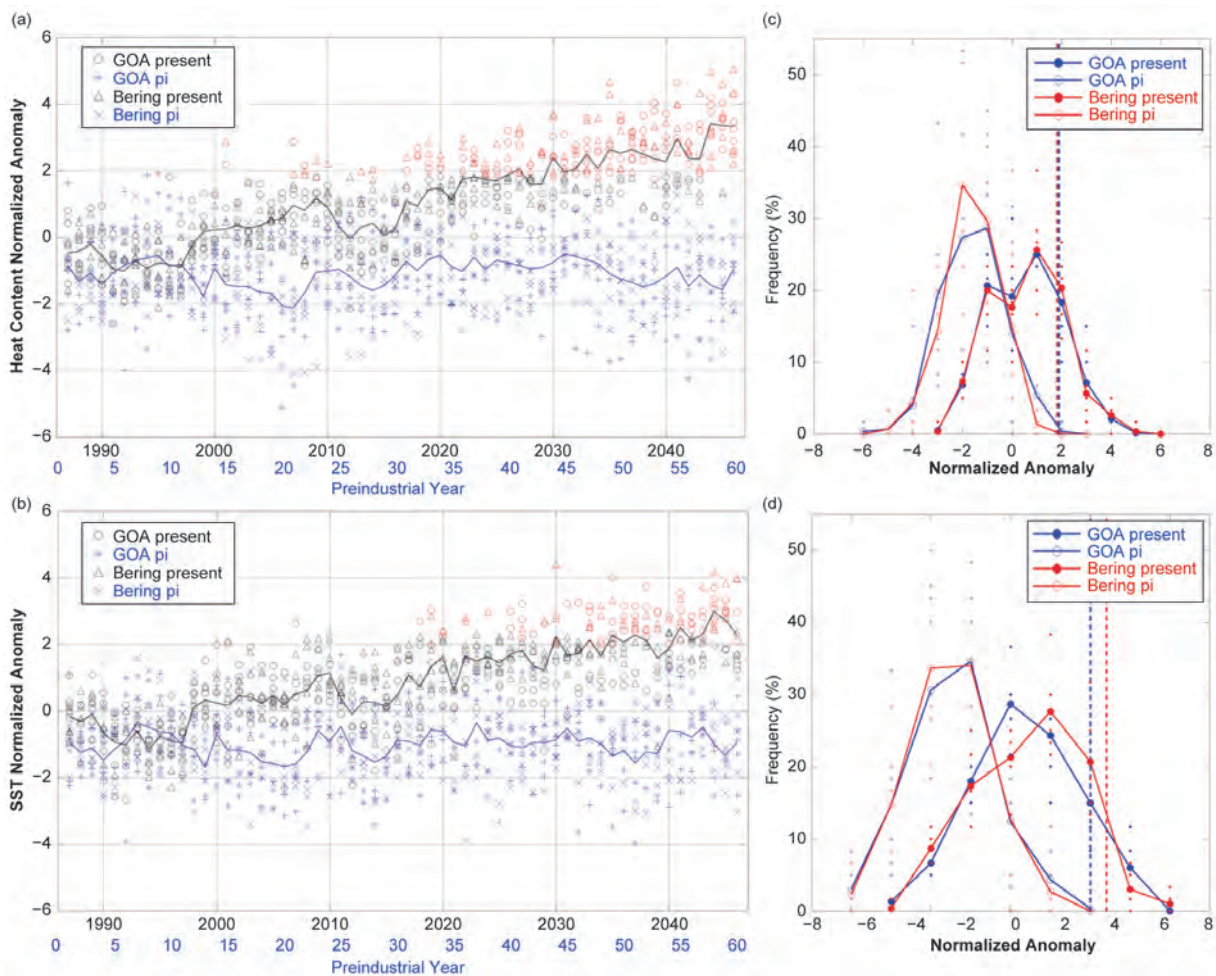 (a)
6
4
2
0
−2
−4
−6
Heat Content Normalized Anomaly
GOA present
GOA pi
Bering present
Bering pi
1990 2000 2010 2020 2030 2040
0 5 10 15 20 25 30 35 40 45 50 55 60
Preindustrial Year
(c)
50
40
30
20
10
0
Frequency (%)
GOA present
GOA pi
Bering present
Bering pi
−8 −6 −4 −2 0 2 4 6 8
Normalized Anomaly
(b)
6
4
2
0
−2
−4
−6
SST Normalized Anomaly
GOA present
GOA pi
Bering present
Bering pi
1990 2000 2010 2020 2030 2040
0 5 10 15 20 25 30 35 40 45 50 55 60
Preindustrial Year
(d)
50
40
30
20
10
0
Frequency (%)
GOA present
GOA pi
Bering present
Bering pi
−8 −6 −4 −2 0 2 4 6 8
Normalized Anomaly